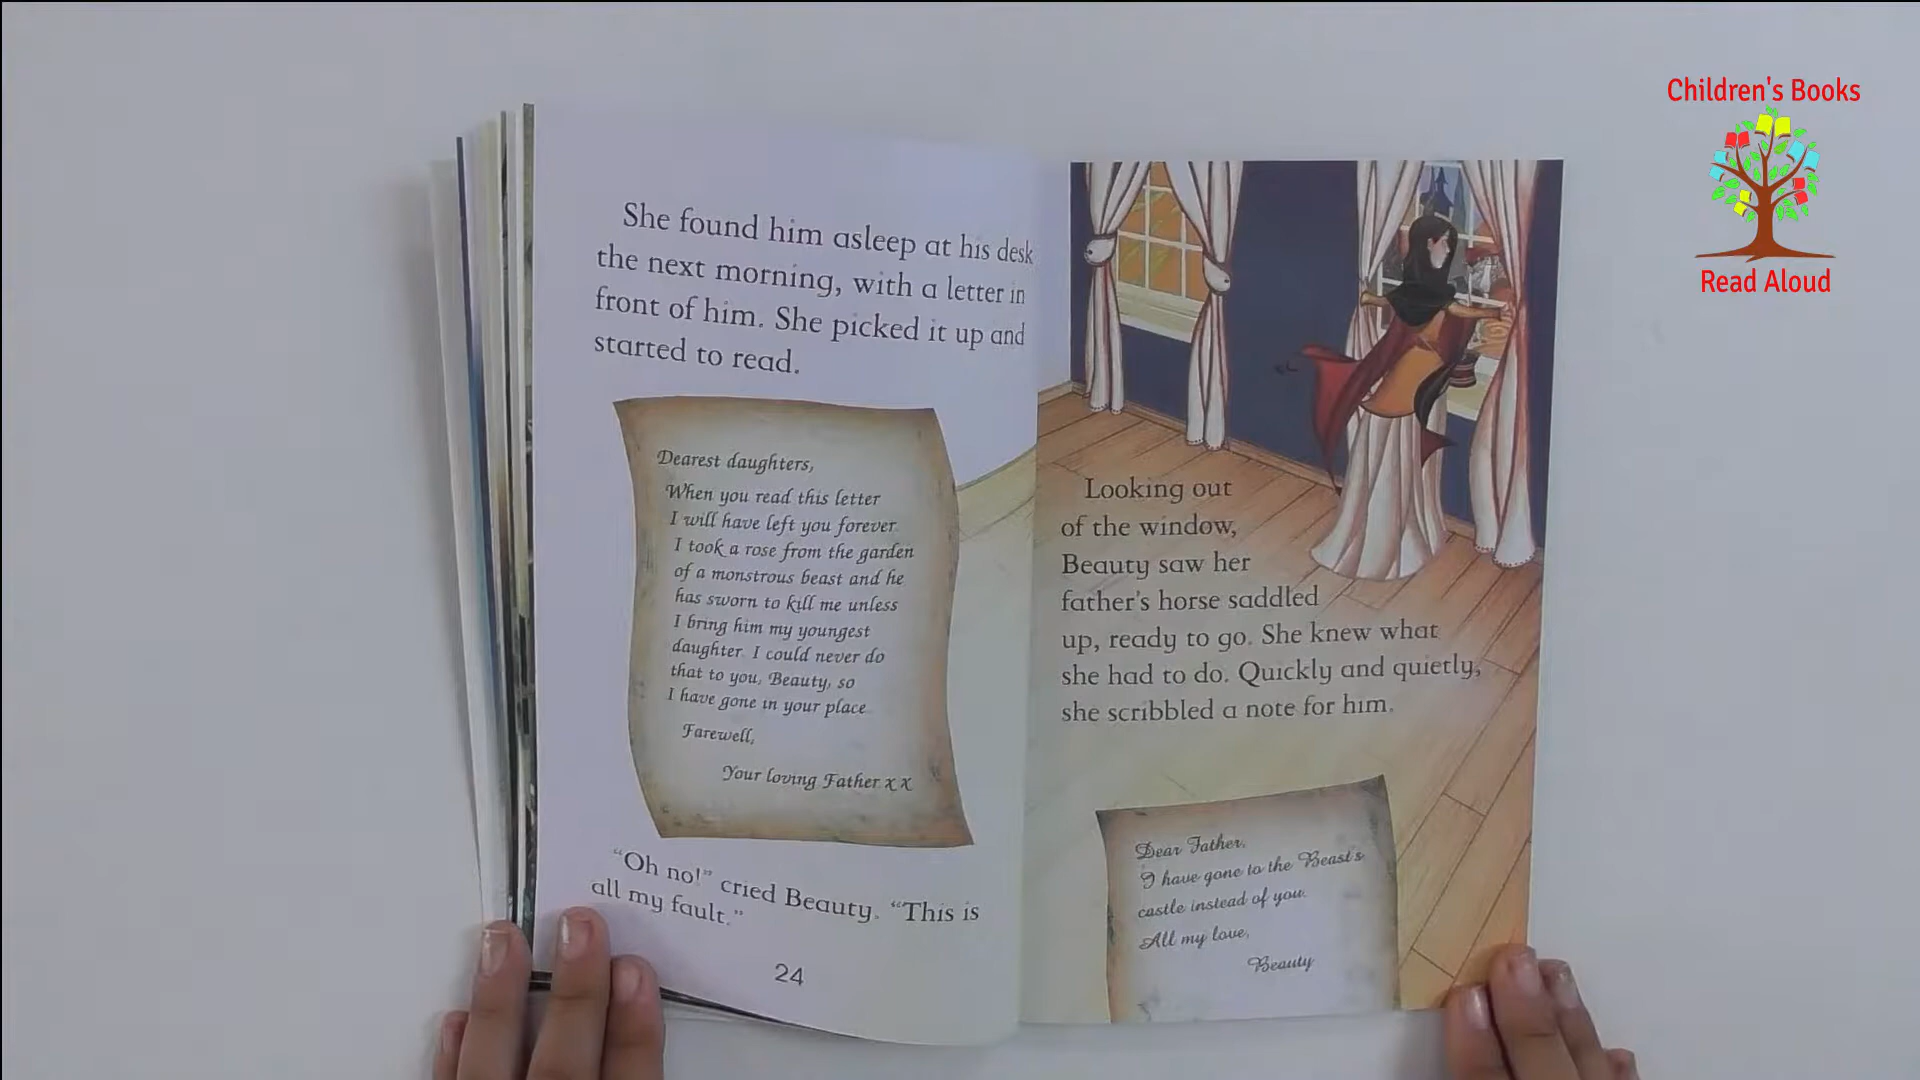 She found him asleep at his desk
the next morning, with a letter in
front of him. She picked it up and
started to read.
Dearest daughters,
When you read this letter
I will have left you forever.
I took a rose from the garden
of a monstrous beast and he
has sworn to kill me unless
I bring him my youngest
daughter. I could never do
that to you, Beauty, so
I have gone in your place.
Farewell,
Your loving Father x x
“Oh no!” cried Beauty. “This is
all my fault.”
24
Looking out
of the window,
Beauty saw her
father's horse saddled
up, ready to go. She knew what
she had to do. Quickly and quietly,
she scribbled a note for him.
Dear Father,
I have gone to the Beast's
castle instead of you.
All my love,
Beauty
Children's Books
Read Aloud